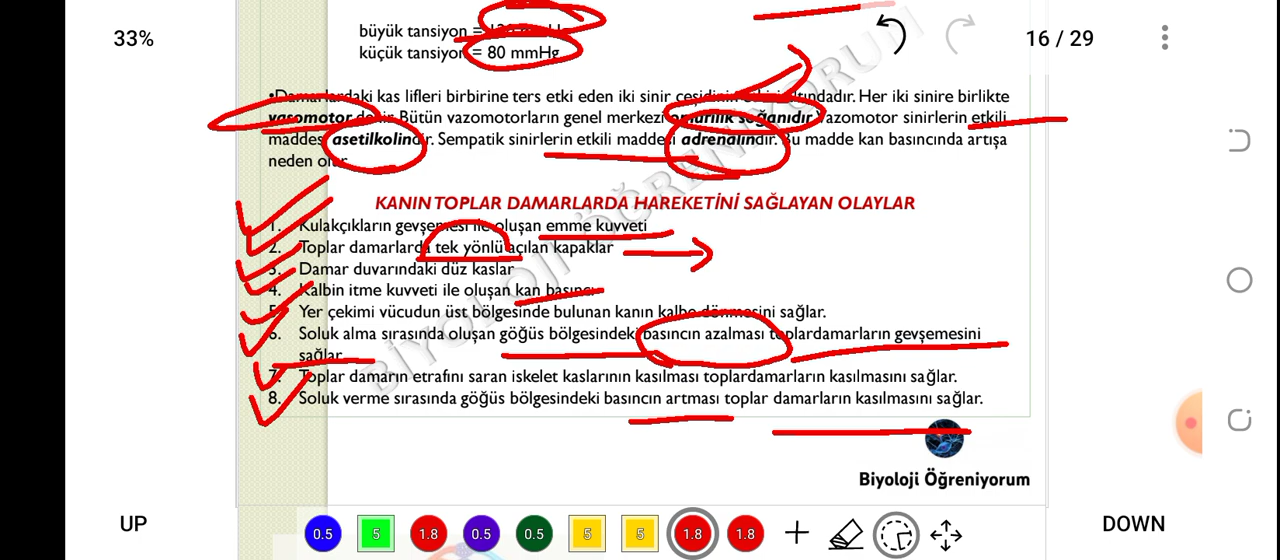 33%
16 / 29
büyük tansiyon =
küçük tansiyon = 80 mmHg
•Damarlardaki kas lifleri birbirine ters etki eden iki sinir çeşidinin etkisi altındadır. Her iki sinire birlikte
vazomotor denir. Bütün vazomotorların genel merkezi omurilik soğanıdır. Vazomotor sinirlerin etkili
maddesi asetilkolindir. Sempatik sinirlerin etkili maddesi adrenalindir. Bu madde kan basıncında artışa
neden olur.
KANIN TOPLAR DAMARLARDA HAREKETİNİ SAĞLAYAN OLAYLAR
1. Kulakçıkların gevşemesi ile oluşan emme kuvveti
2. Toplar damarlarda tek yönlü açılan kapaklar
3. Damar duvarındaki düz kaslar
4. Kalbin itme kuvveti ile oluşan kan basıncı
5. Yer çekimi vücudun üst bölgesinde bulunan kanın kalbe dönmesini sağlar.
6. Soluk alma sırasında oluşan göğüs bölgesindeki basıncın azalması toplardamarların gevşemesini
sağlar.
7. Toplar damarın etrafını saran iskelet kaslarının kasılması toplardamarların kasılmasını sağlar.
8. Soluk verme sırasında göğüs bölgesindeki basıncın artması toplar damarların kasılmasını sağlar.
BİYOLOJİ ÖĞRENİYORUM
Biyoloji Öğreniyorum
UP
0.5 5 1.8 0.5 0.5 5 5 1.8 1.8
DOWN